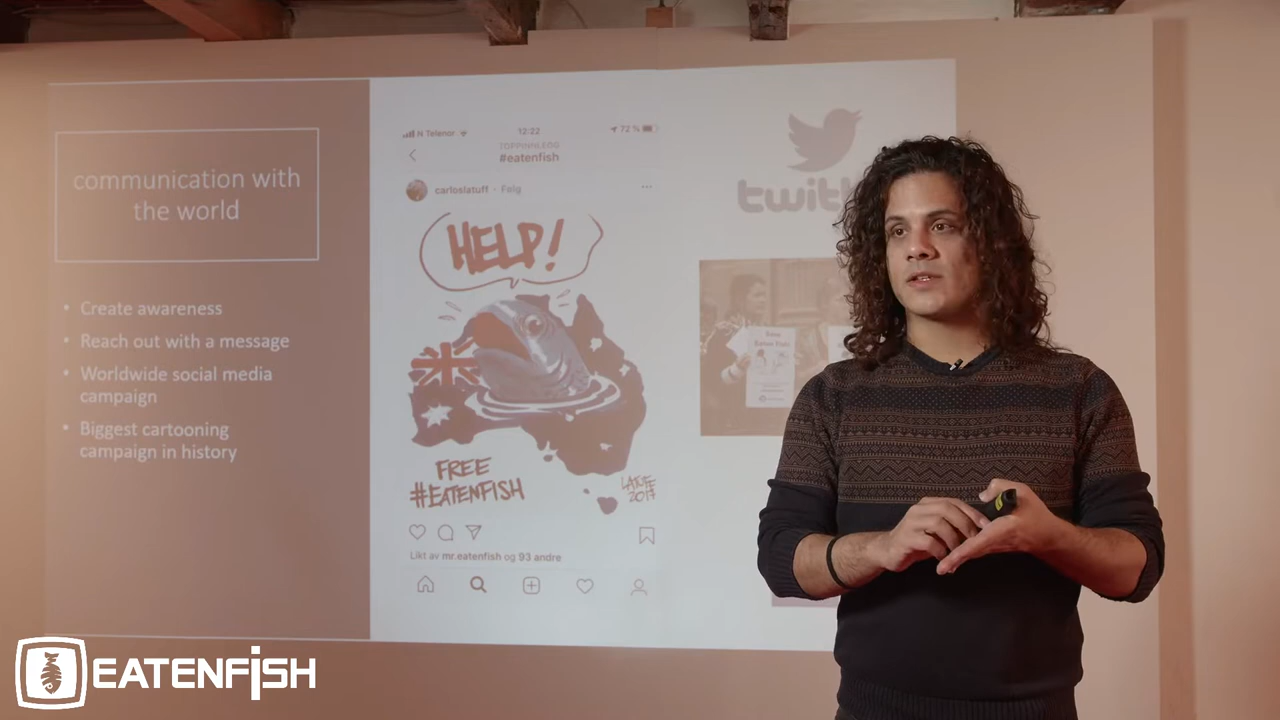 communication with
the world
• Create awareness
• Reach out with a message
• Worldwide social media
campaign
• Biggest cartooning
campaign in history
N Telenor
12:22
72 %
TOPPINNLEGG
#eatenfish
carloslatuff · Følg
HELP!
FREE
#EATENFISH
LATUFF
2017
Likt av mr.eatenfish og 93 andre
twitt
EATENFISH